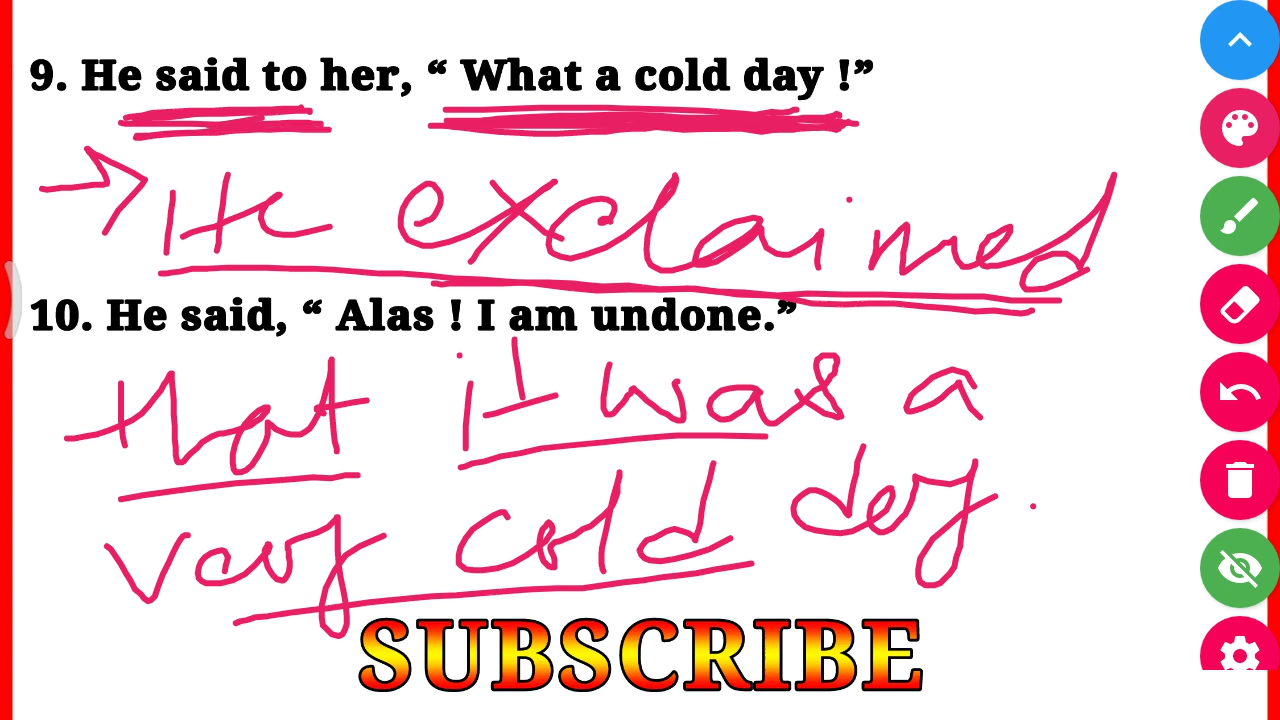 9. He said to her, “ What a cold day !”
He exclaimed
10. He said, “ Alas ! I am undone.”
that it was a
very cold day .
SUBSCRIBE